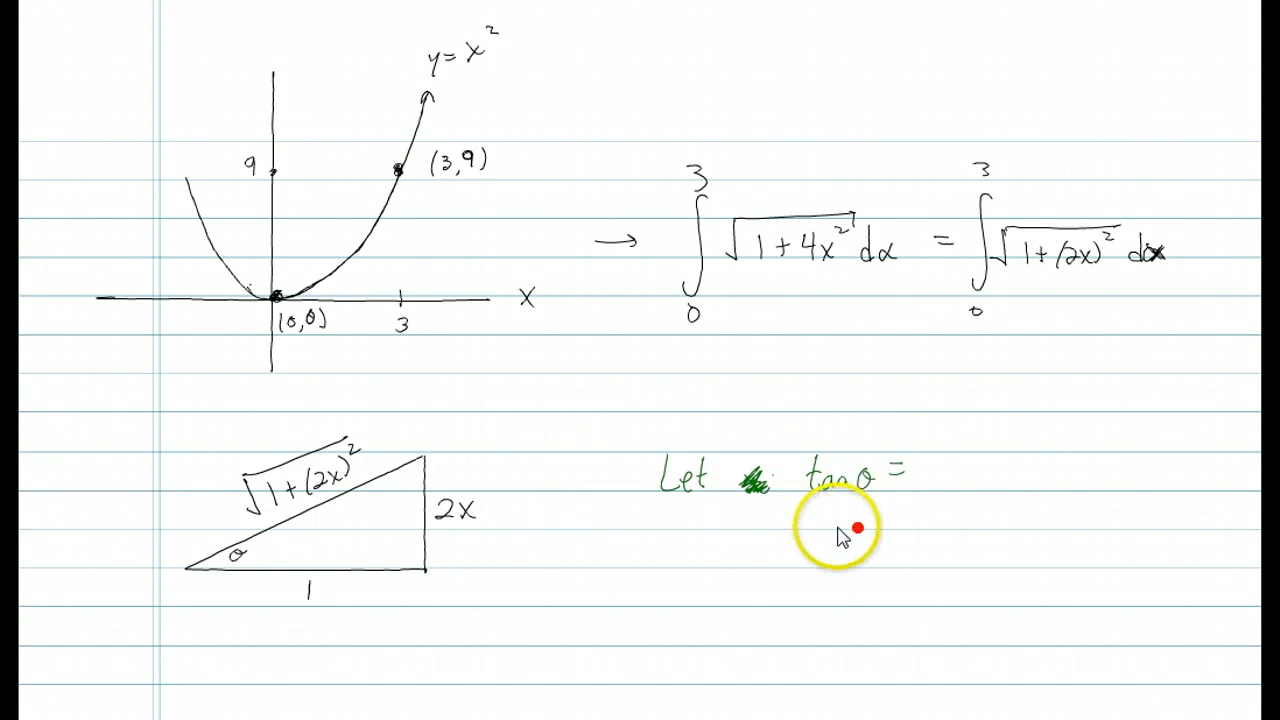 y = x²
9
(3,9)
(0,0)
3
x
→ ∫₀³ √(1 + 4x²) dx = ∫₀³ √(1 + (2x)²) dx
√(1 + (2x)²)
2x
θ
1
Let tanθ =